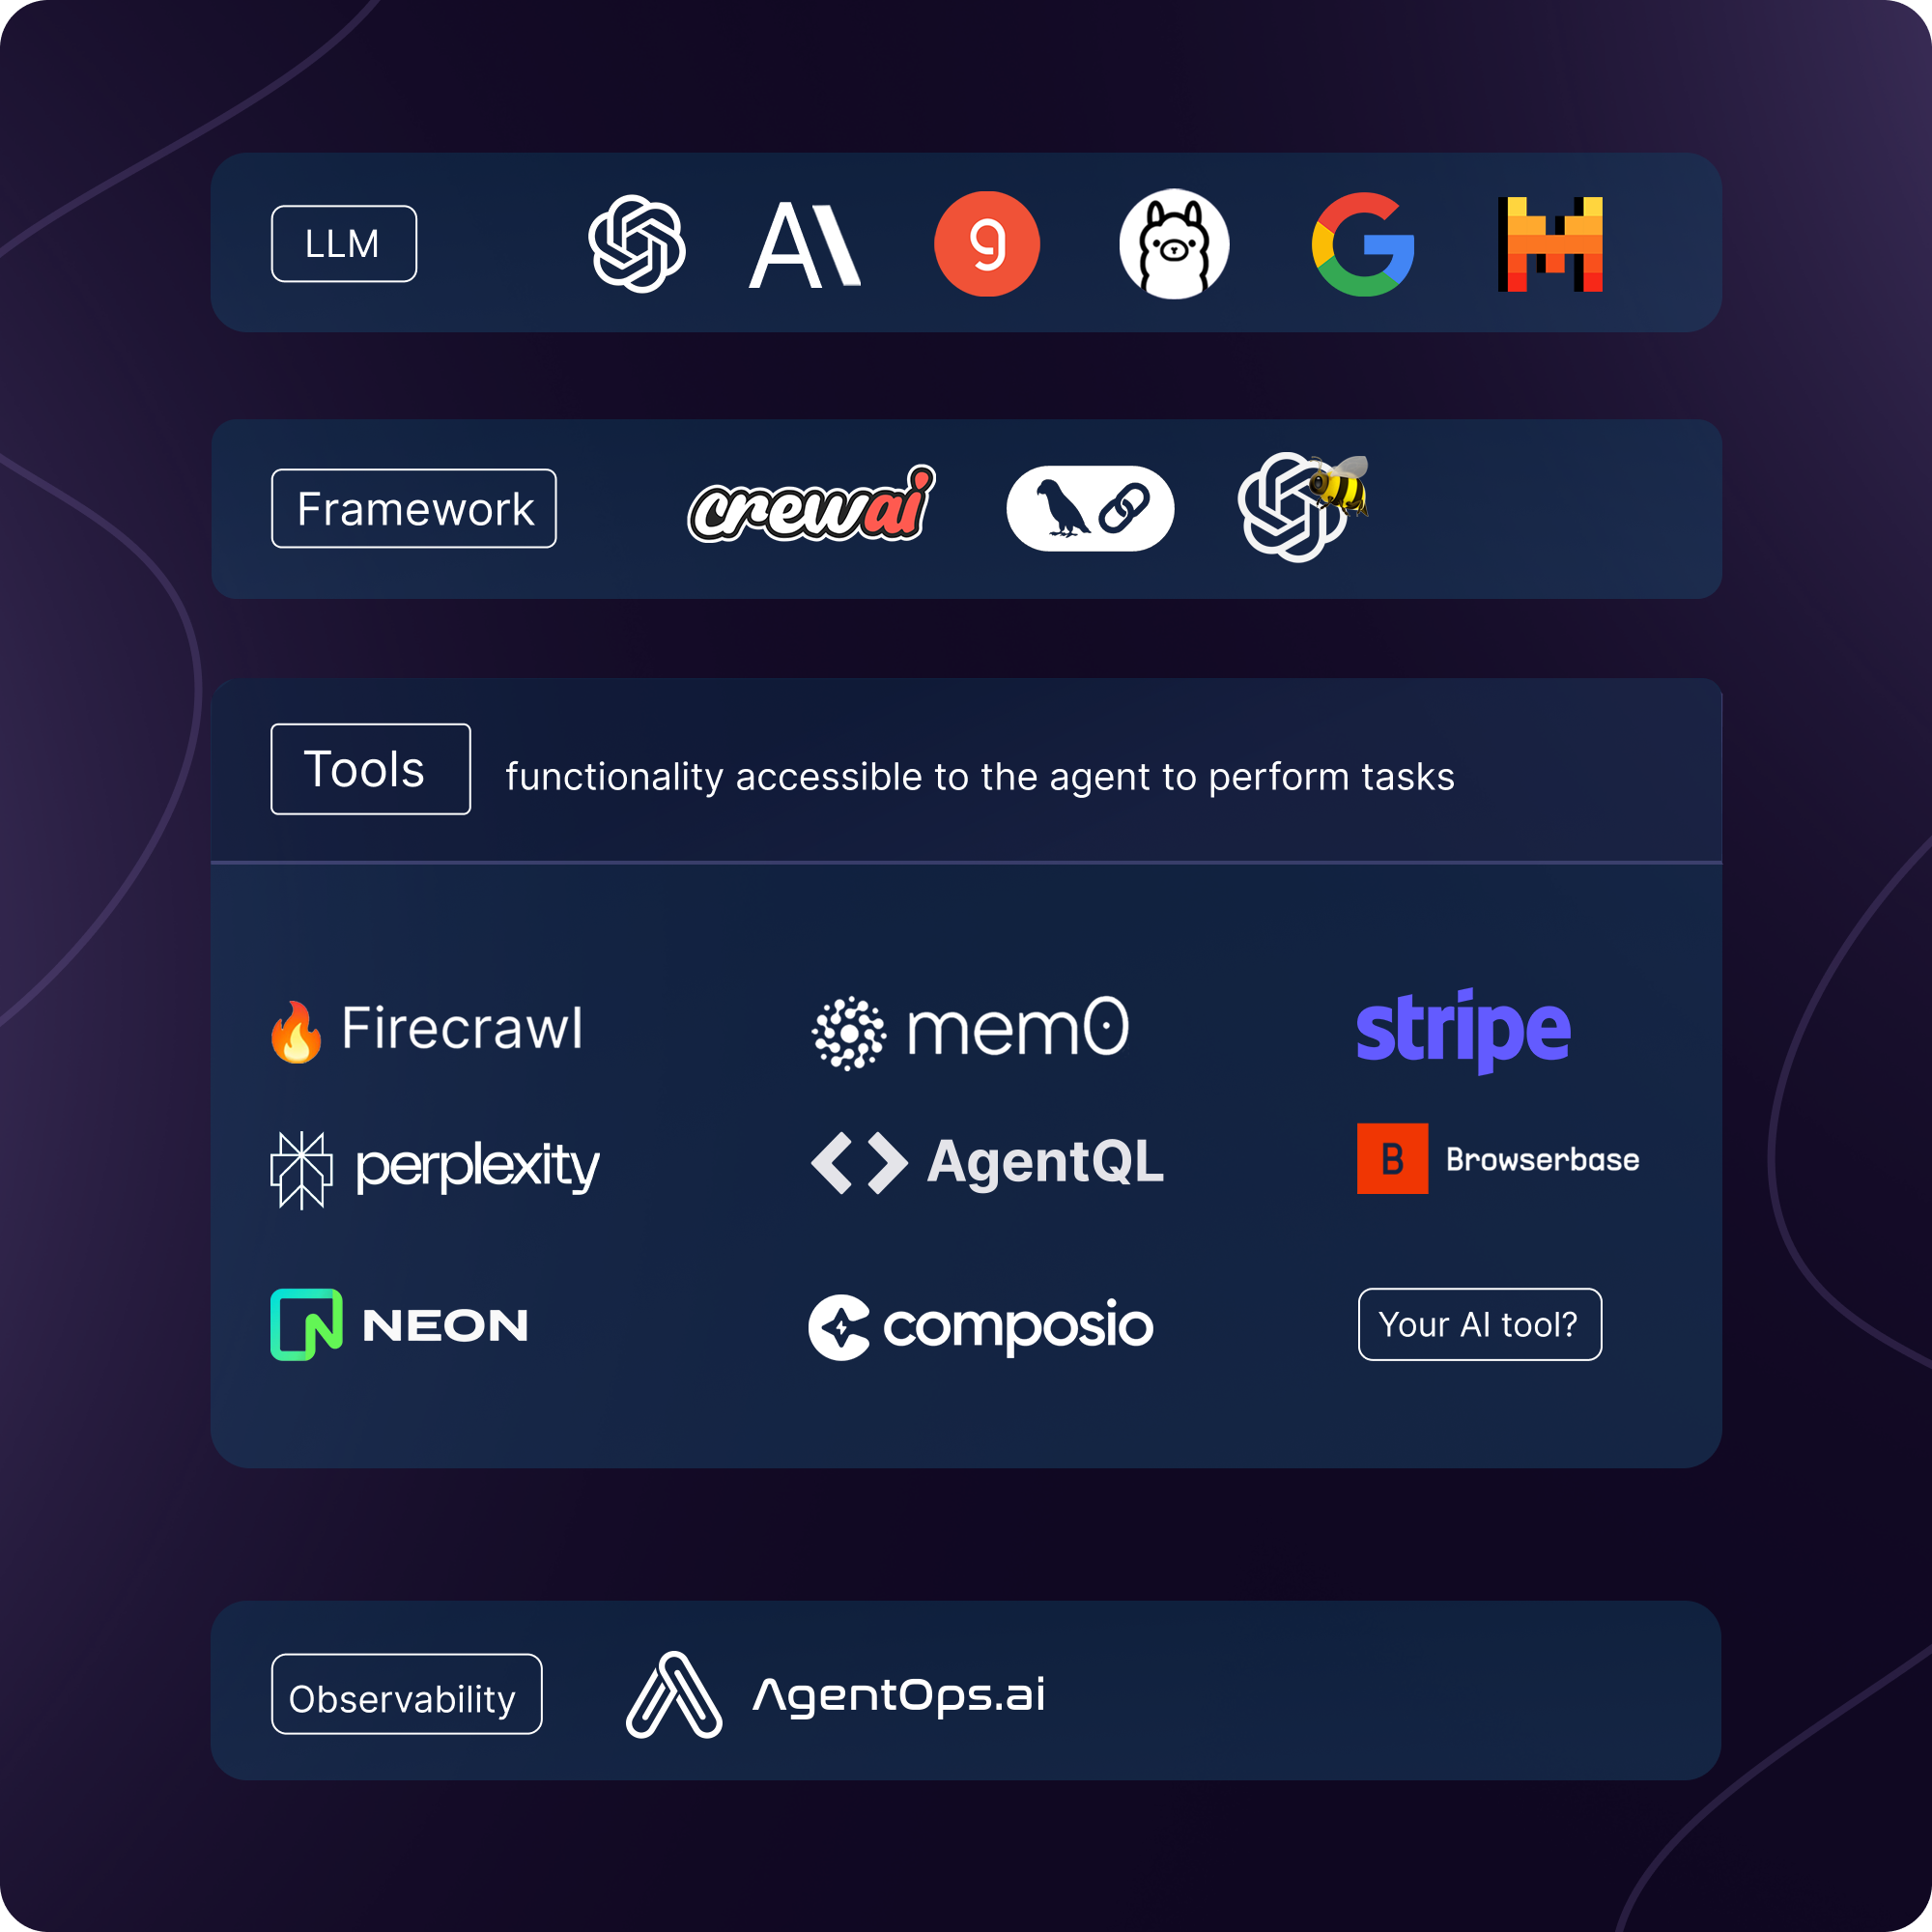 LLM
AI
g
Framework
crewai
Tools
functionality accessible to the agent to perform tasks
Firecrawl
mem0
stripe
perplexity
AgentQL
B Browserbase
NEON
composio
Your AI tool?
Observability
AgentOps.ai